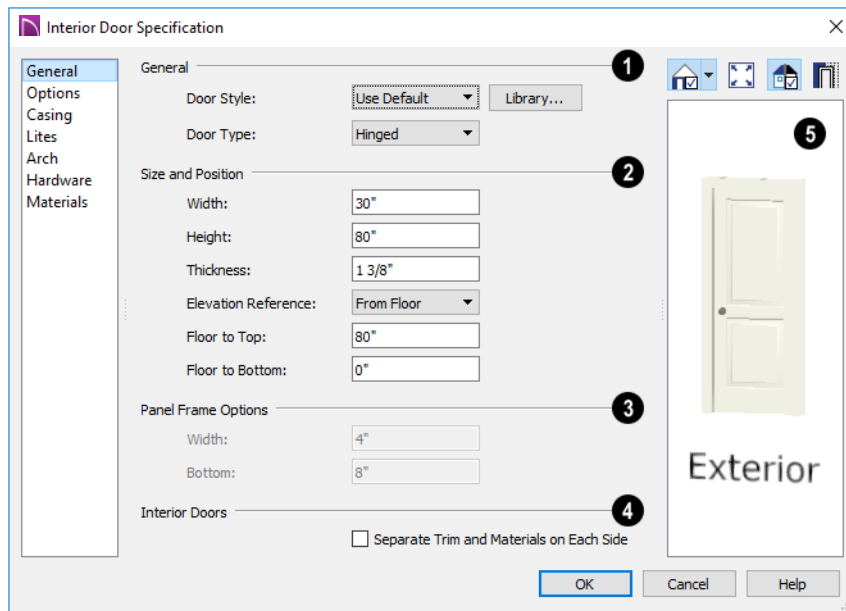 Interior Door Specification
General
Options
Casing
Lites
Arch
Hardware
Materials
General 1
Door Style: Use Default Library...
Door Type: Hinged
Size and Position 2
Width: 30"
Height: 80"
Thickness: 1 3/8"
Elevation Reference: From Floor
Floor to Top: 80"
Floor to Bottom: 0"
Panel Frame Options 3
Width: 4"
Bottom: 8"
Interior Doors 4
Separate Trim and Materials on Each Side
5
Exterior
OK Cancel Help